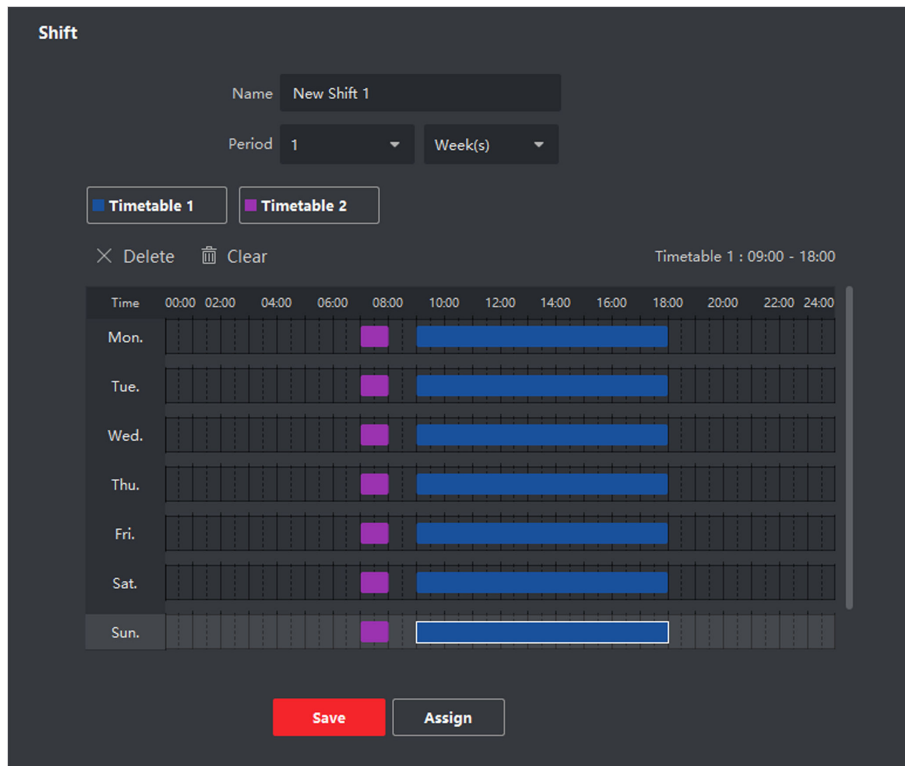 Shift
Name New Shift 1
Period 1 Week(s)
Timetable 1 Timetable 2
Delete Clear Timetable 1 : 09:00 - 18:00
Time 00:00 02:00 04:00 06:00 08:00 10:00 12:00 14:00 16:00 18:00 20:00 22:00 24:00
Mon.
Tue.
Wed.
Thu.
Fri.
Sat.
Sun.
Save Assign